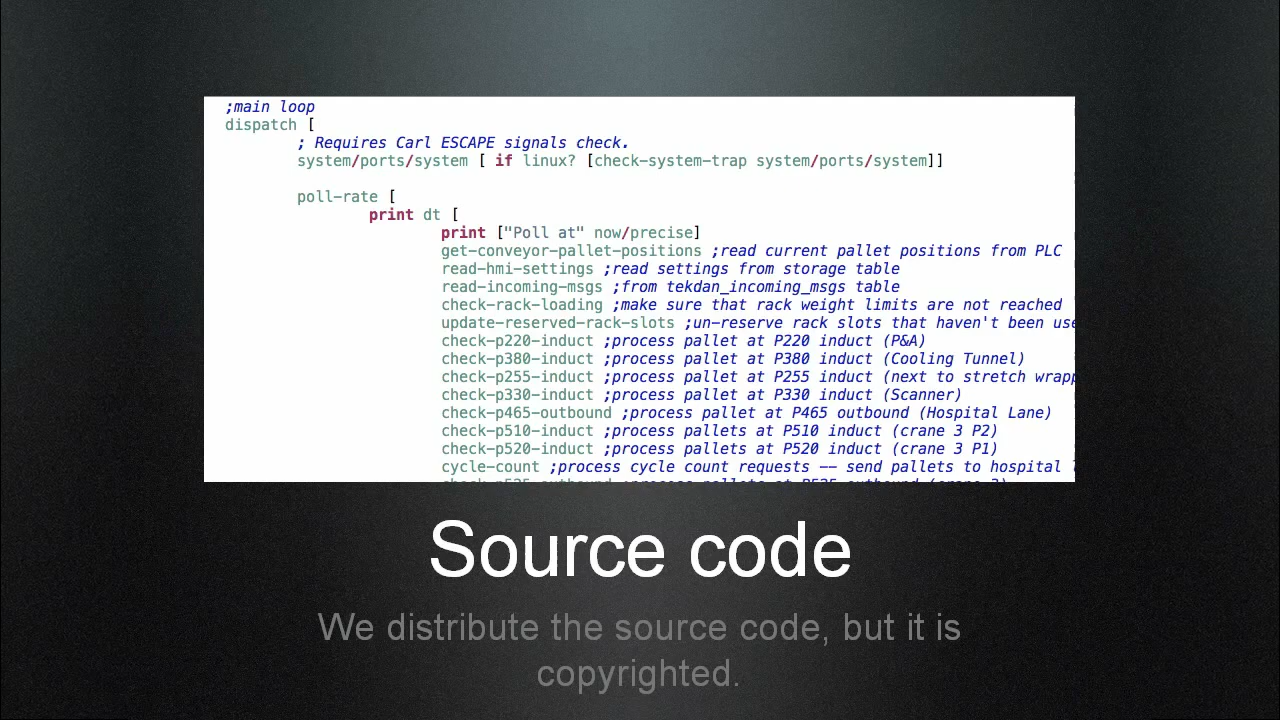 ;main loop
dispatch [
; Requires Carl ESCAPE signals check.
system/ports/system [ if linux? [check-system-trap system/ports/system]]
poll-rate [
print dt [
print ["Poll at" now/precise]
get-conveyor-pallet-positions ;read current pallet positions from PLC
read-hmi-settings ;read settings from storage table
read-incoming-msgs ;from tekdan_incoming_msgs table
check-rack-loading ;make sure that rack weight limits are not reached
update-reserved-rack-slots ;un-reserve rack slots that haven't been use
check-p220-induct ;process pallet at P220 induct (P&A)
check-p380-induct ;process pallet at P380 induct (Cooling Tunnel)
check-p255-induct ;process pallet at P255 induct (next to stretch wrapp
check-p330-induct ;process pallet at P330 induct (Scanner)
check-p465-outbound ;process pallet at P465 outbound (Hospital Lane)
check-p510-induct ;process pallets at P510 induct (crane 3 P2)
check-p520-induct ;process pallets at P520 induct (crane 3 P1)
cycle-count ;process cycle count requests -- send pallets to hospital
Source code
We distribute the source code, but it is
copyrighted.